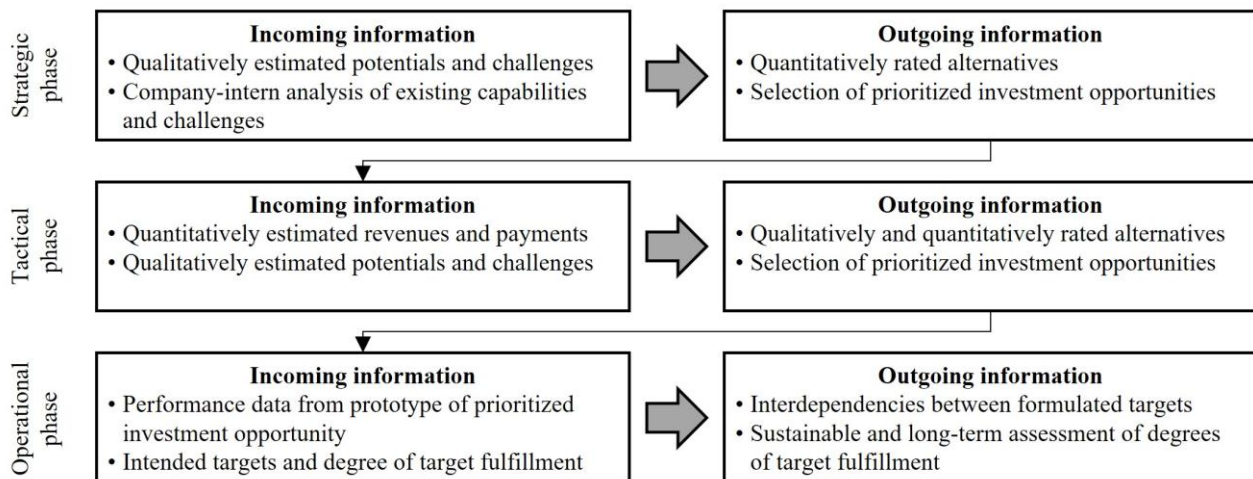 Strategic
phase
Incoming information
• Qualitatively estimated potentials and challenges
• Company-intern analysis of existing capabilities
and challenges
Outgoing information
• Quantitatively rated alternatives
• Selection of prioritized investment opportunities
Tactical
phase
Incoming information
• Quantitatively estimated revenues and payments
• Qualitatively estimated potentials and challenges
Outgoing information
• Qualitatively and quantitatively rated alternatives
• Selection of prioritized investment opportunities
Operational
phase
Incoming information
• Performance data from prototype of prioritized
investment opportunity
• Intended targets and degree of target fulfillment
Outgoing information
• Interdependencies between formulated targets
• Sustainable and long-term assessment of degrees
of target fulfillment